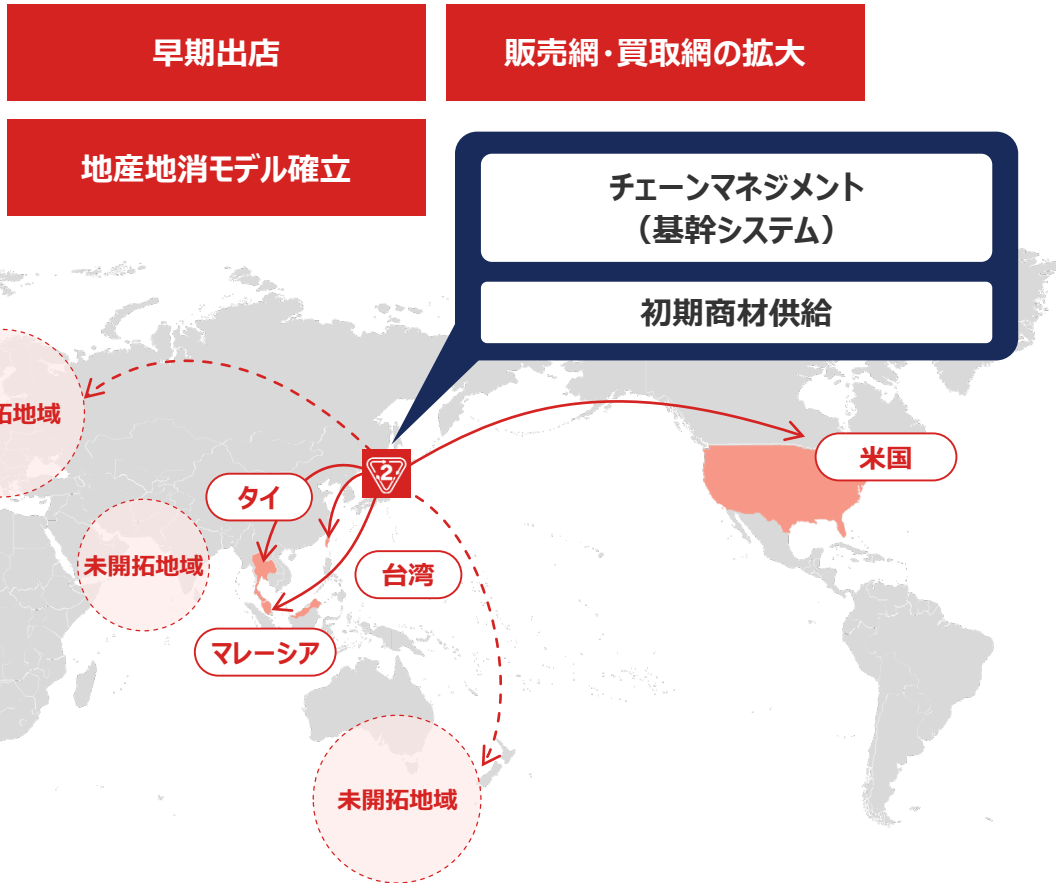 早期出店
販売網・買取網の拡大
地産地消モデル確立
チェーンマネジメント
（基幹システム）
初期商材供給
拓地域
米国
2
タイ
未開拓地域
台湾
マレーシア
未開拓地域